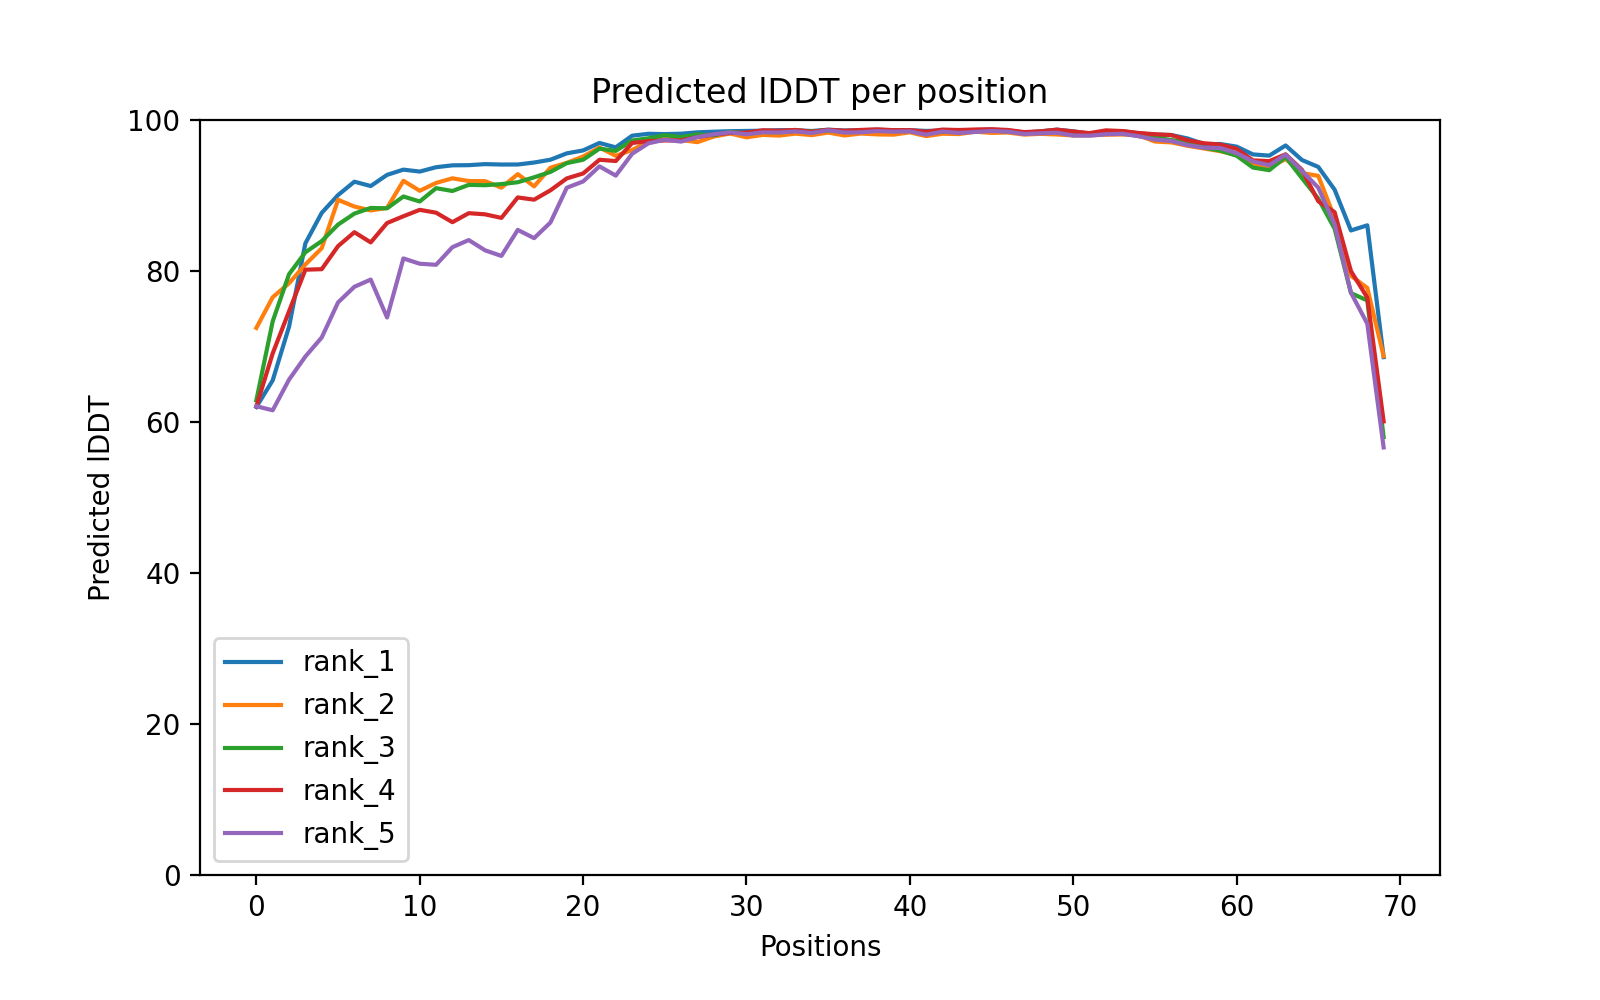 Predicted lDDT per position
100
80
60
40
20
0
Predicted lDDT
rank_1
rank_2
rank_3
rank_4
rank_5
0 10 20 30 40 50 60 70
Positions